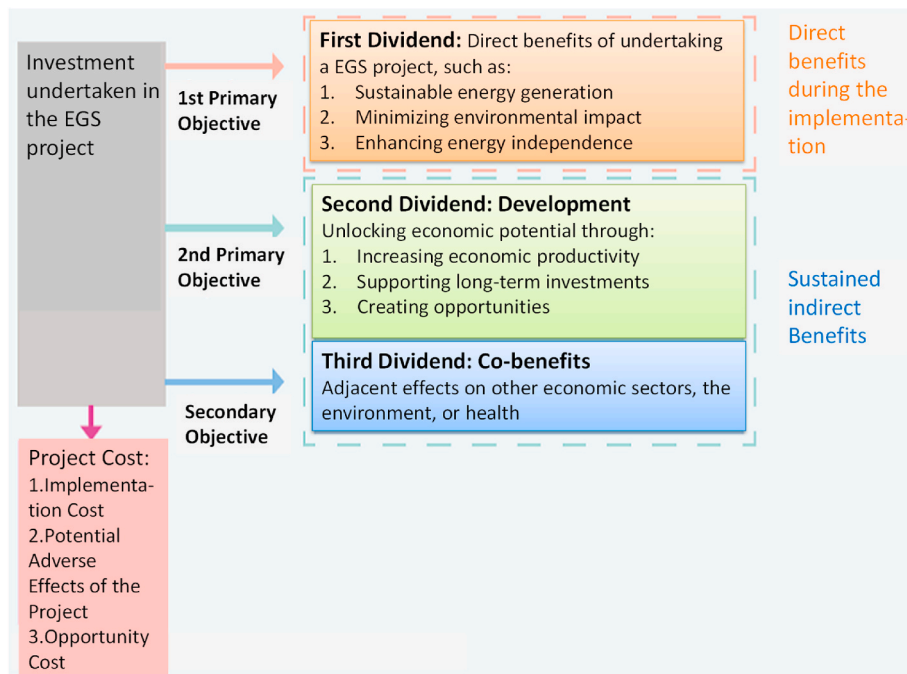 Investment
undertaken in
the EGS
project
1st Primary
Objective
First Dividend: Direct benefits of undertaking
a EGS project, such as:
1. Sustainable energy generation
2. Minimizing environmental impact
3. Enhancing energy independence
Direct
benefits
during the
implementa-
tion
2nd Primary
Objective
Second Dividend: Development
Unlocking economic potential through:
1. Increasing economic productivity
2. Supporting long-term investments
3. Creating opportunities
Sustained
indirect
Benefits
Secondary
Objective
Third Dividend: Co-benefits
Adjacent effects on other economic sectors, the
environment, or health
Project Cost:
1.Implementa-
tion Cost
2.Potential
Adverse
Effects of the
Project
3.Opportunity
Cost